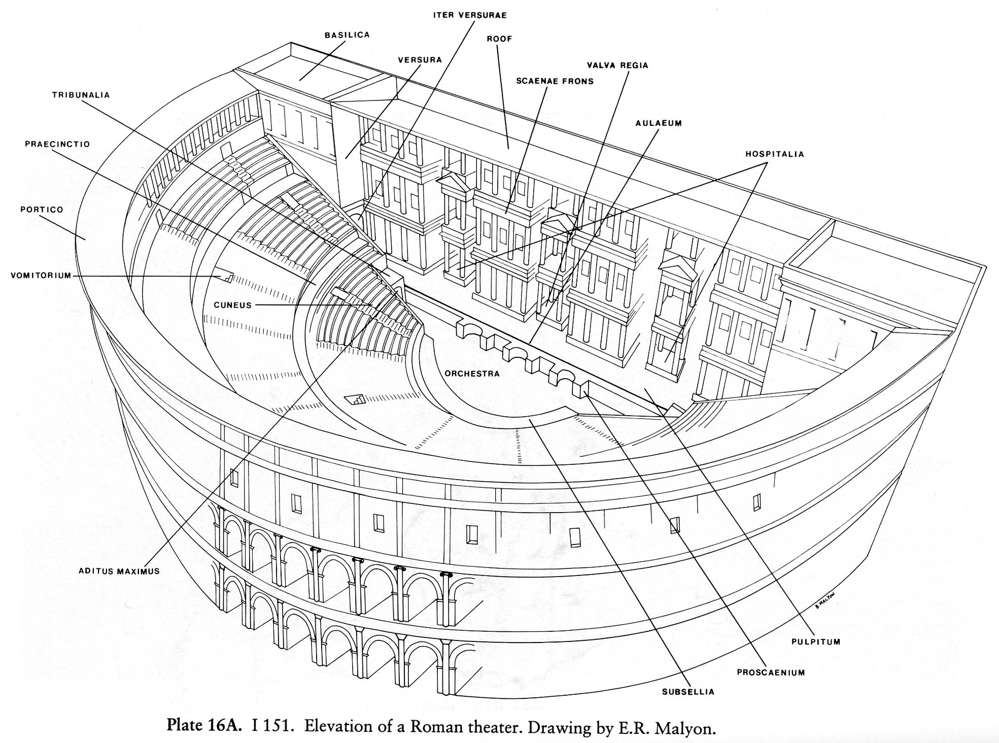 ITER VERSURAE
BASILICA
ROOF
VERSURA
VALVA REGIA
SCAENAE FRONS
TRIBUNALIA
AULAEUM
PRAECINCTIO
HOSPITALIA
PORTICO
VOMITORIUM
CUNEUS
ORCHESTRA
ADITUS MAXIMUS
B. MALYON
PULPITUM
PROSCAENIUM
SUBSELLIA
Plate 16A. I 151. Elevation of a Roman theater. Drawing by E.R. Malyon.